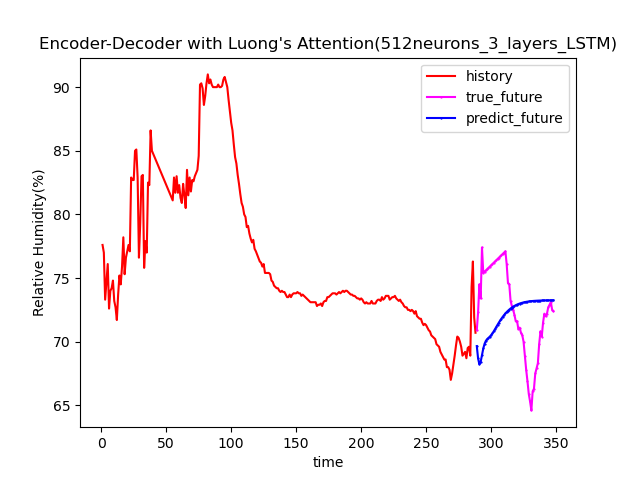 Encoder-Decoder with Luong's Attention(512neurons_3_layers_LSTM)
history
true_future
predict_future
Relative Humidity(%)
90
85
80
75
70
65
0 50 100 150 200 250 300 350
time